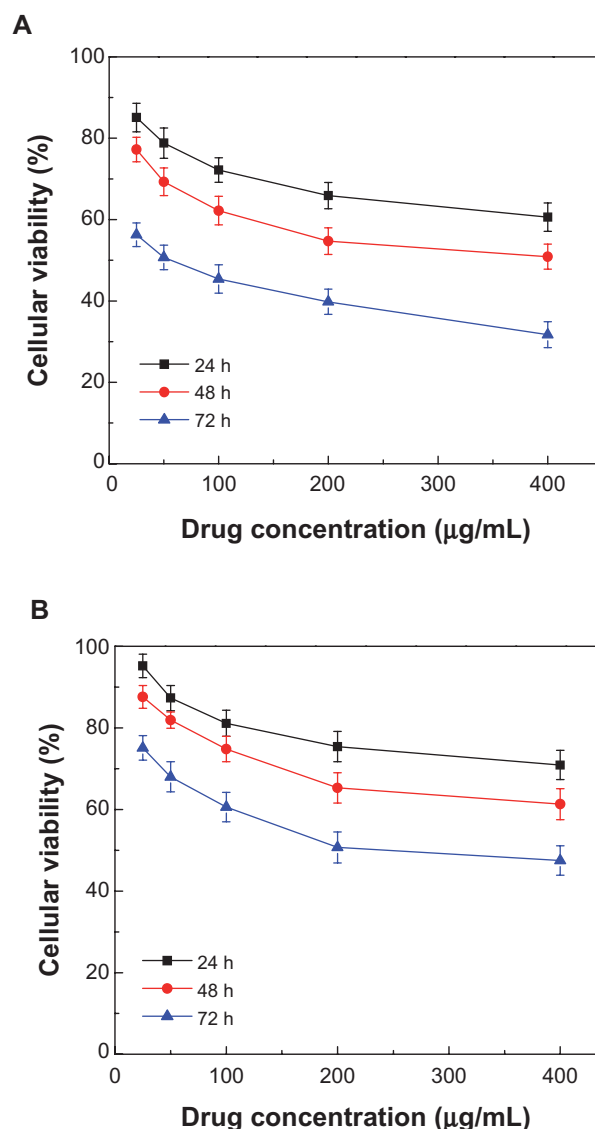 A
100
80
60
40
20
0
Cellular viability (%)
24 h
48 h
72 h
0 100 200 300 400
Drug concentration (μg/mL)
B
100
80
60
40
20
0
Cellular viability (%)
24 h
48 h
72 h
0 100 200 300 400
Drug concentration (μg/mL)